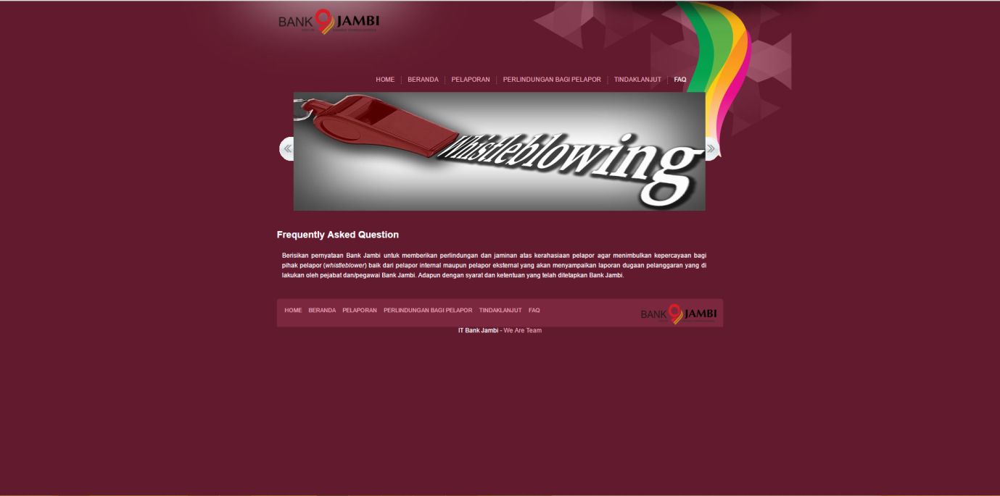 BANK 9 JAMBI
HOME BERANDA PELAPORAN PERLINDUNGAN BAGI PELAPOR TINDAKLANJUT FAQ
Whistleblowing
Frequently Asked Question
Berisikan pernyataan Bank Jambi untuk memberikan perlindungan dan jaminan atas kerahasiaan pelapor agar menimbulkan kepercayaan bagi
pihak pelapor (whistleblower) baik dari pelapor internal maupun pelapor eksternal yang akan menyampaikan laporan dugaan pelanggaran yang di
lakukan oleh pejabat dan/pegawai Bank Jambi. Adapun dengan syarat dan ketentuan yang telah ditetapkan Bank Jambi.
HOME BERANDA PELAPORAN PERLINDUNGAN BAGI PELAPOR TINDAKLANJUT FAQ
BANK 9 JAMBI
IT Bank Jambi - We Are Team